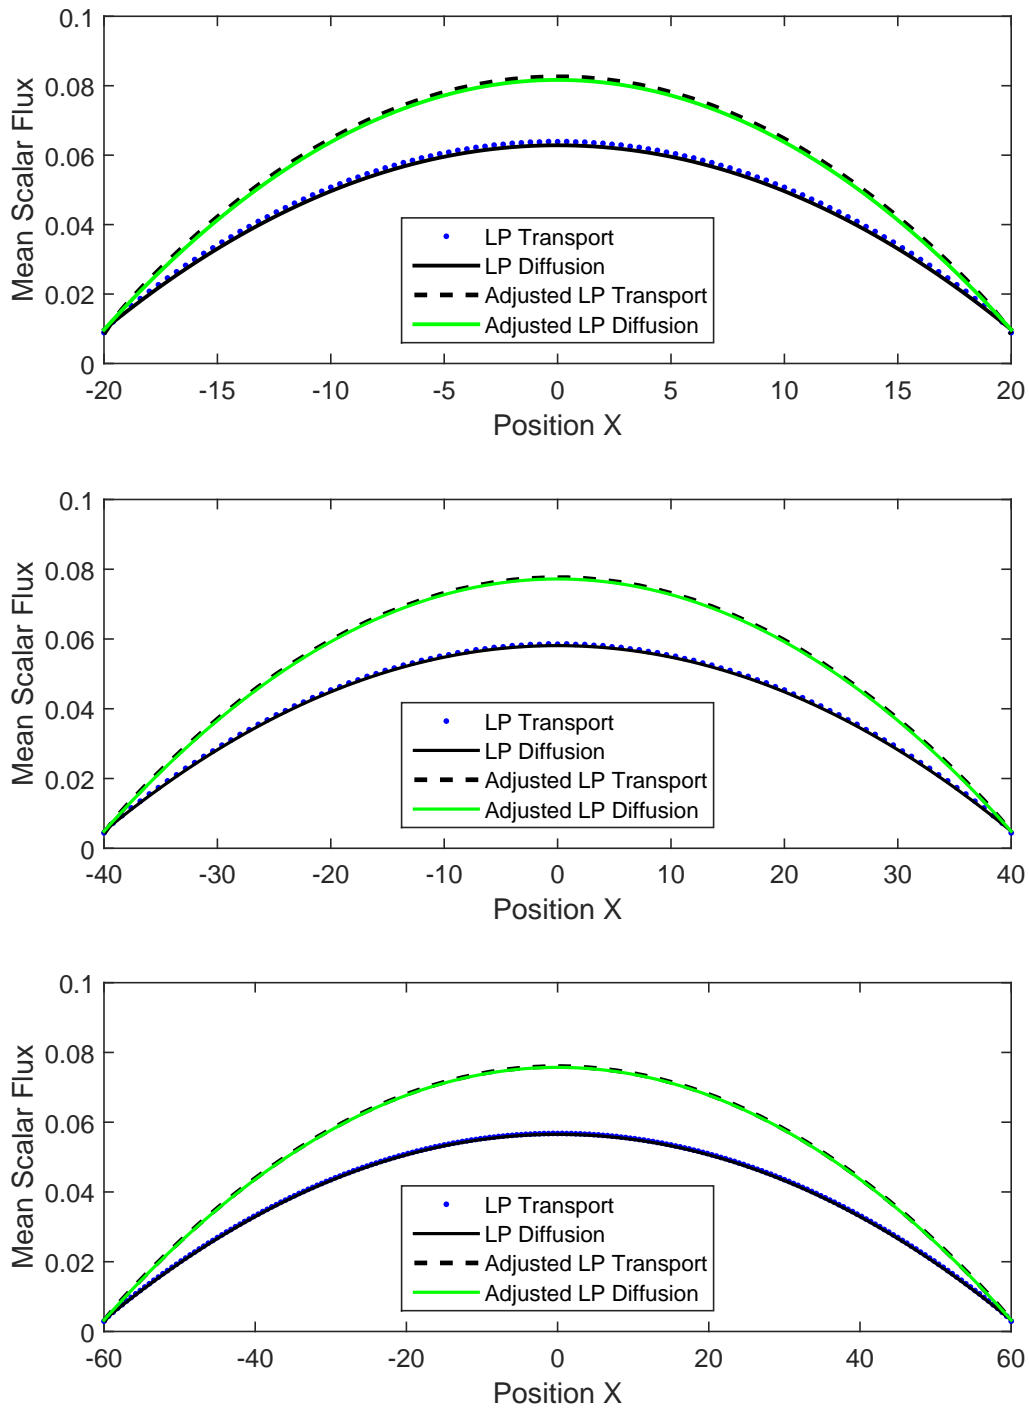 0.1
0.08
0.06
0.04
0.02
0
Mean Scalar Flux
LP Transport
LP Diffusion
Adjusted LP Transport
Adjusted LP Diffusion
-20 -15 -10 -5 0 5 10 15 20
Position X
0.1
0.08
0.06
0.04
0.02
0
Mean Scalar Flux
LP Transport
LP Diffusion
Adjusted LP Transport
Adjusted LP Diffusion
-40 -30 -20 -10 0 10 20 30 40
Position X
0.1
0.08
0.06
0.04
0.02
0
Mean Scalar Flux
LP Transport
LP Diffusion
Adjusted LP Transport
Adjusted LP Diffusion
-60 -40 -20 0 20 40 60
Position X